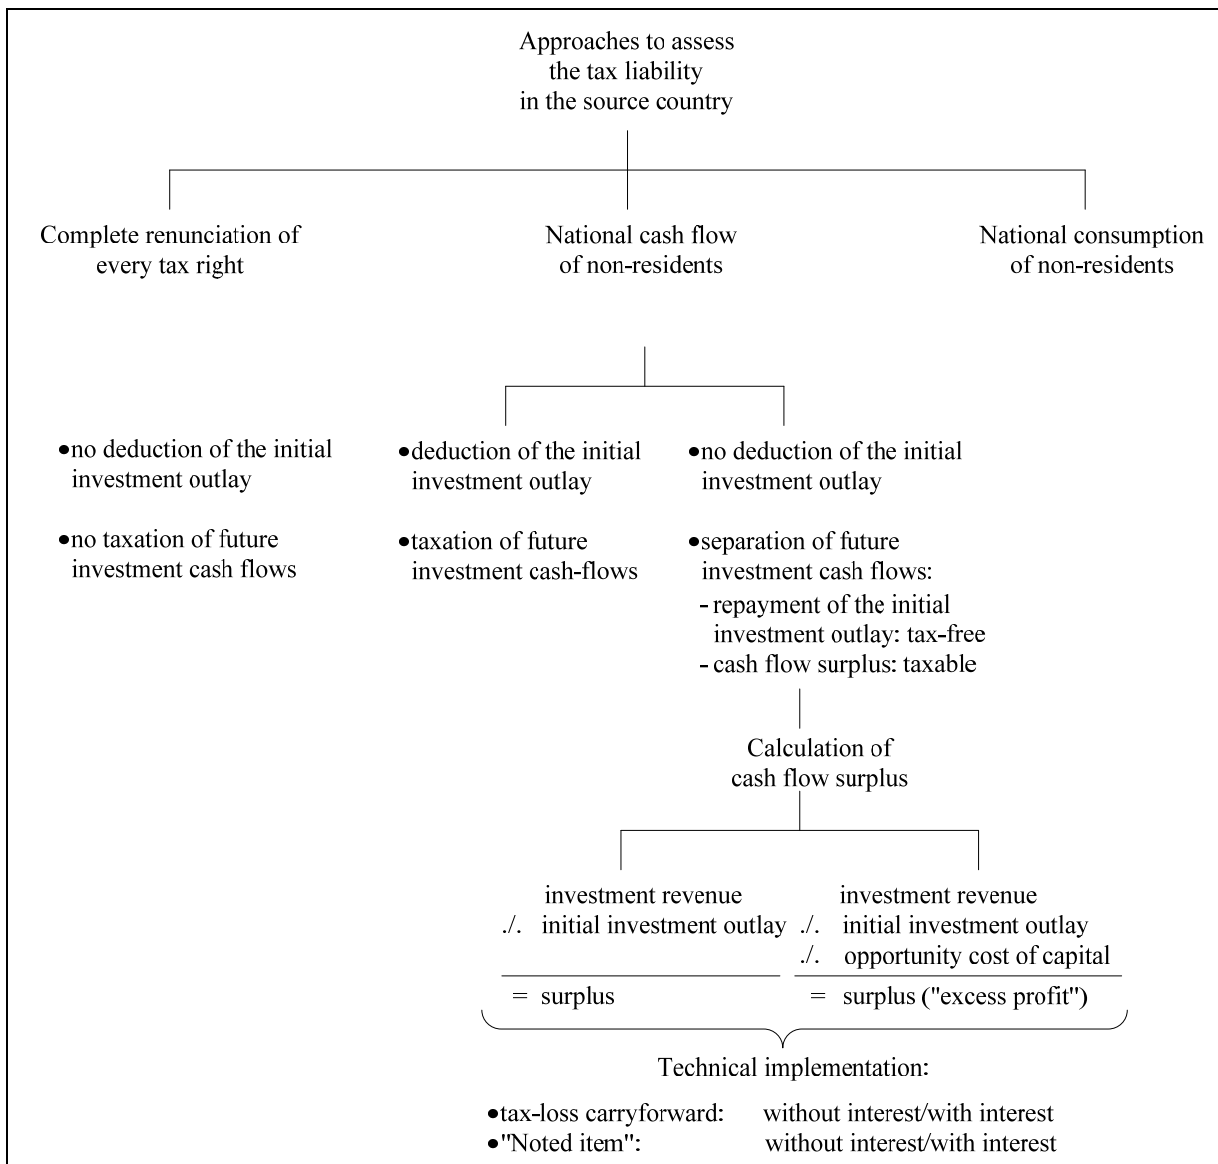 Approaches to assess
the tax liability
in the source country
Complete renunciation of
every tax right
National cash flow
of non-residents
National consumption
of non-residents
•no deduction of the initial
investment outlay
•no taxation of future
investment cash flows
•deduction of the initial
investment outlay
•taxation of future
investment cash-flows
•no deduction of the initial
investment outlay
•separation of future
investment cash flows:
- repayment of the initial
investment outlay: tax-free
- cash flow surplus: taxable
Calculation of
cash flow surplus
investment revenue
./. initial investment outlay
= surplus
investment revenue
./. initial investment outlay
./. opportunity cost of capital
= surplus ("excess profit")
Technical implementation:
•tax-loss carryforward: without interest/with interest
•"Noted item": without interest/with interest